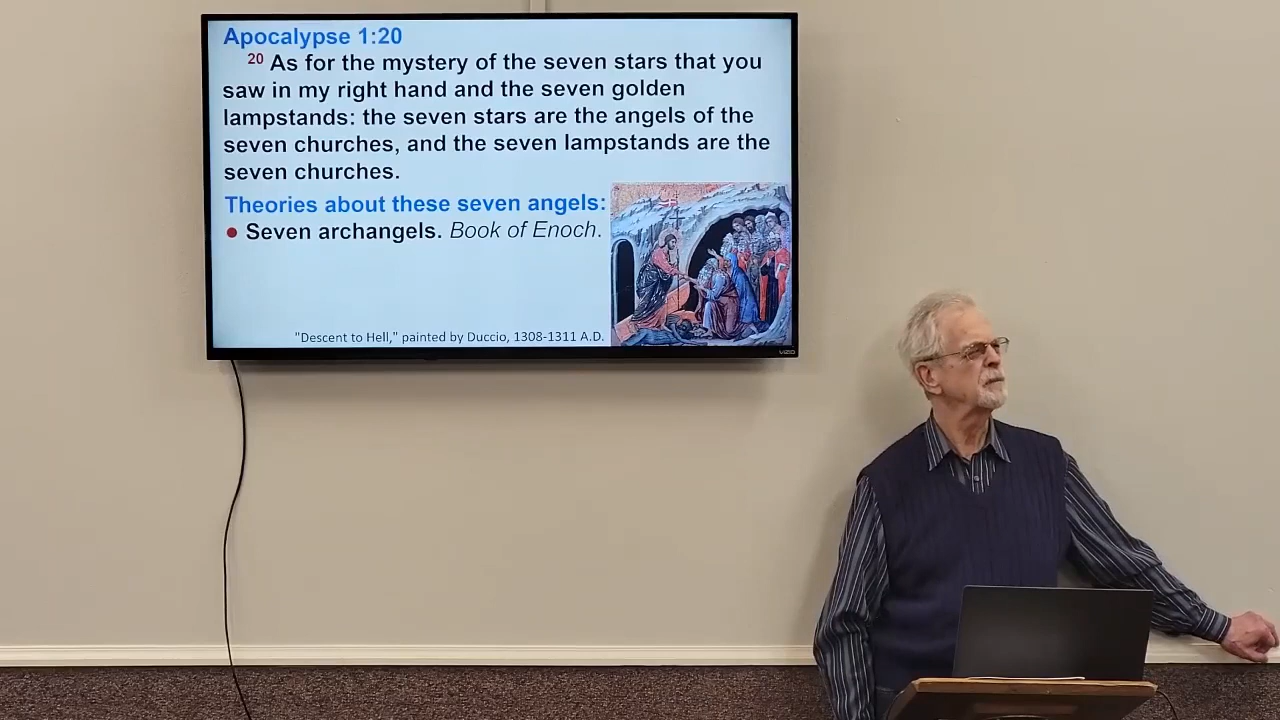 Apocalypse 1:20
20 As for the mystery of the seven stars that you
saw in my right hand and the seven golden
lampstands: the seven stars are the angels of the
seven churches, and the seven lampstands are the
seven churches.
Theories about these seven angels:
• Seven archangels. Book of Enoch.
"Descent to Hell," painted by Duccio, 1308-1311 A.D.
VIZIO